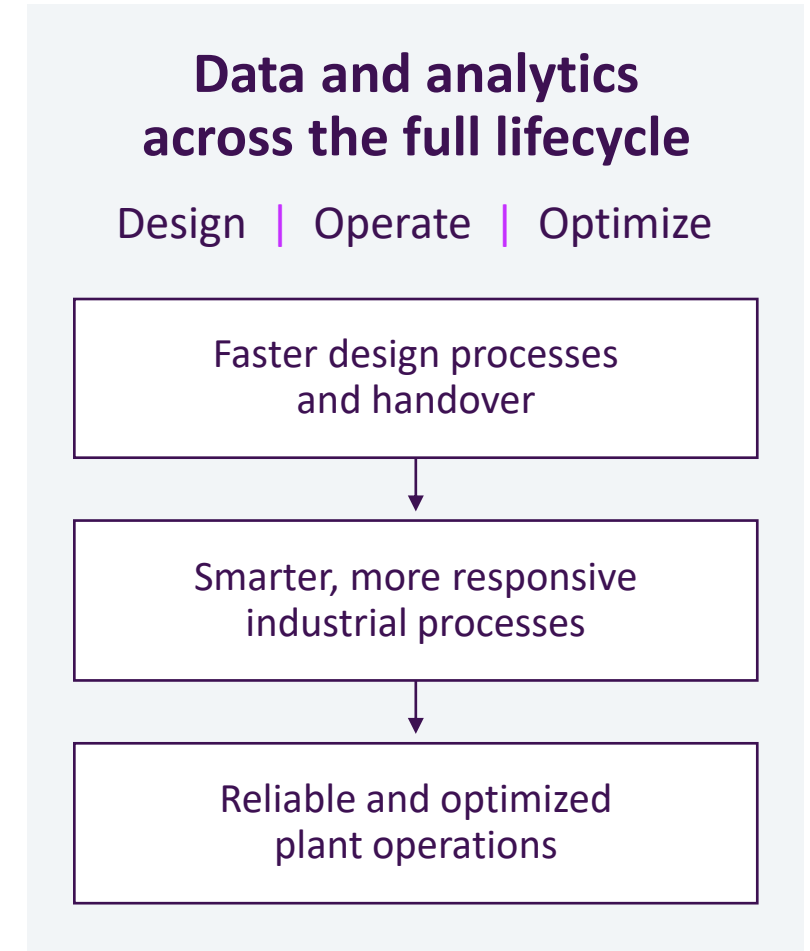 Data and analytics
across the full lifecycle
Design | Operate | Optimize
Faster design processes
and handover
Smarter, more responsive
industrial processes
Reliable and optimized
plant operations